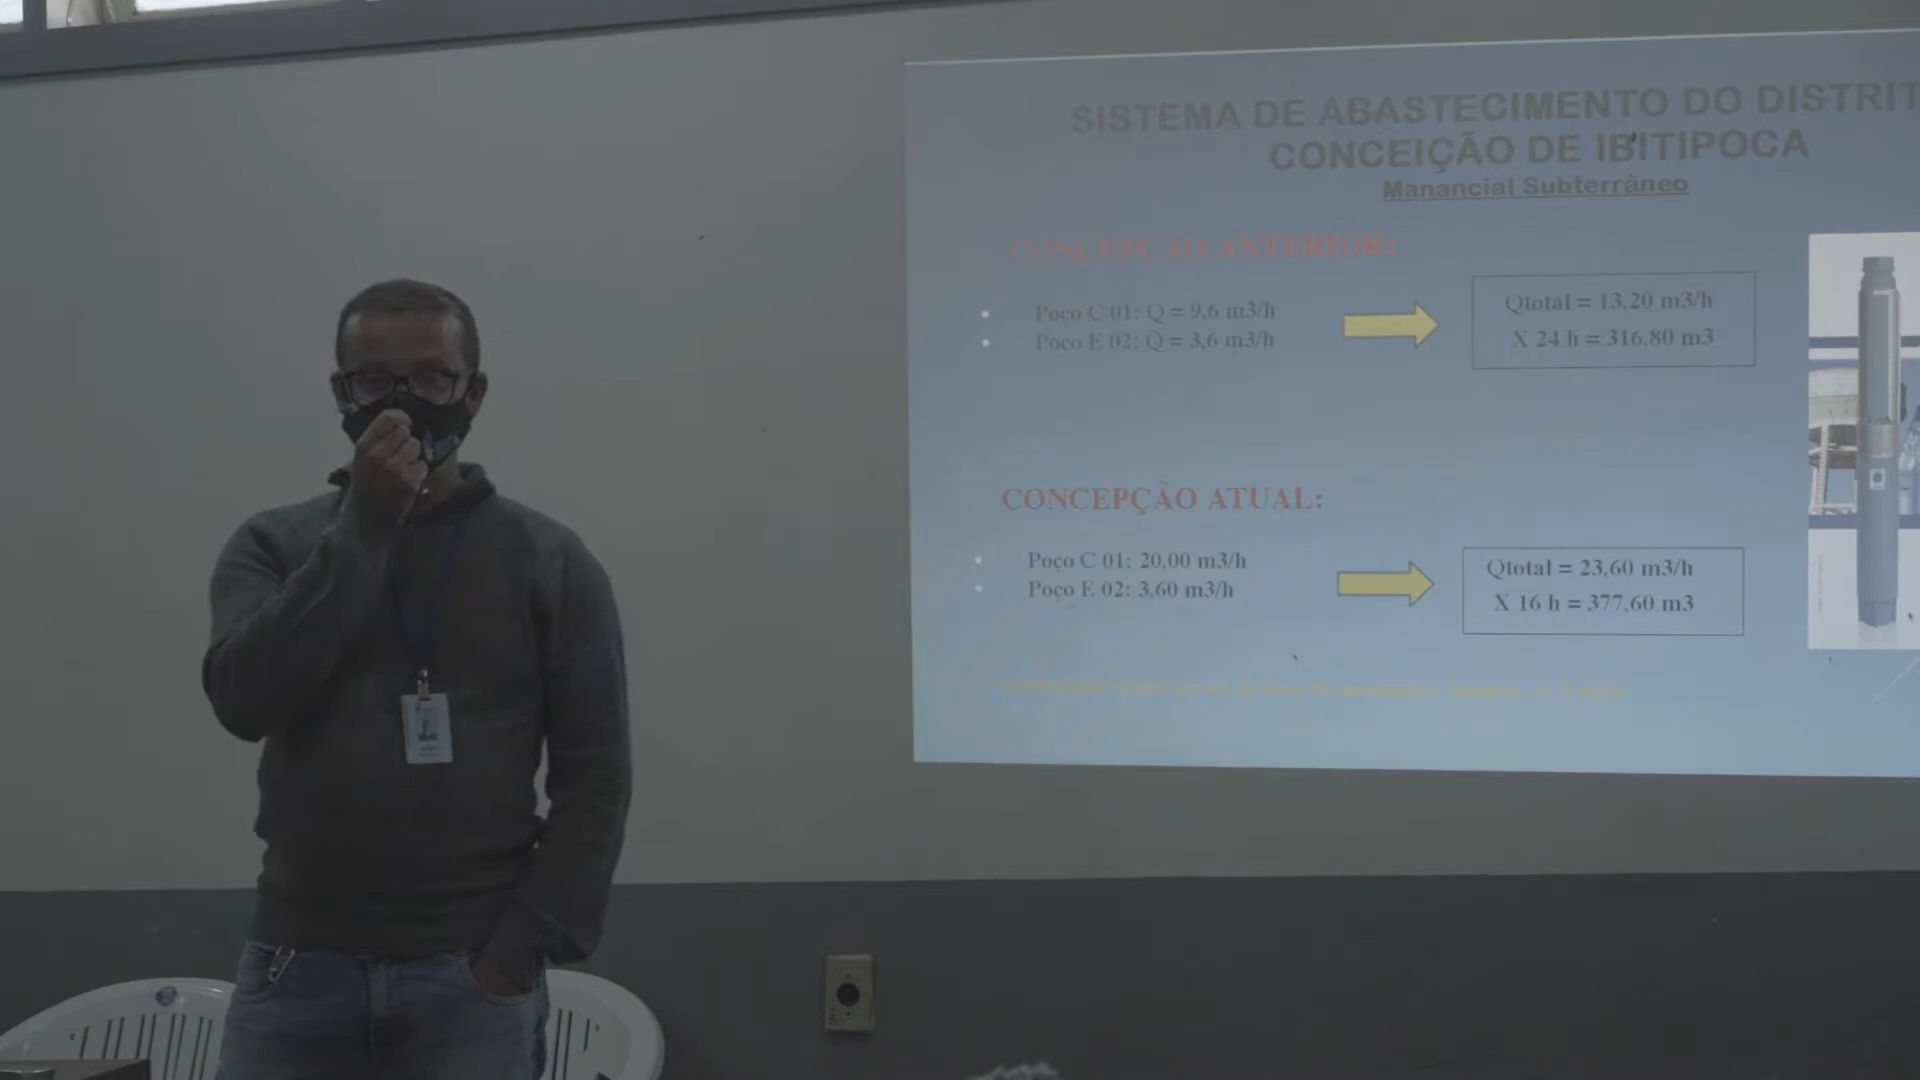 SISTEMA DE ABASTECIMENTO DO DISTRIT
CONCEIÇÃO DE IBITIPOCA
Manancial Subterrâneo
CONCEPÇÃO ANTERIOR:
Poço C 01: Q = 9,6 m3/h
Poço E 02: Q = 3,6 m3/h
Qtotal = 13,20 m3/h
X 24 h = 316,80 m3
CONCEPÇÃO ATUAL:
Poço C 01: 20,00 m3/h
Poço E 02: 3,60 m3/h
Qtotal = 23,60 m3/h
X 16 h = 377,60 m3